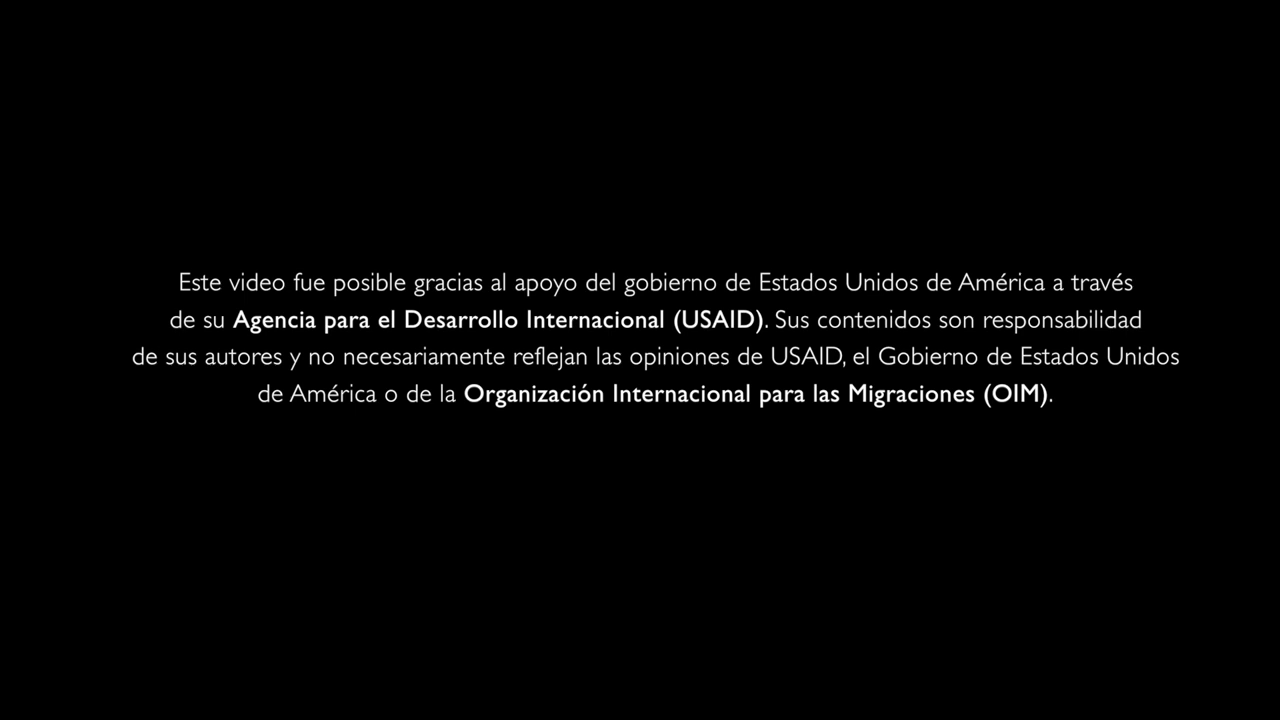 Este video fue posible gracias al apoyo del gobierno de Estados Unidos de América a través
de su Agencia para el Desarrollo Internacional (USAID). Sus contenidos son responsabilidad
de sus autores y no necesariamente reflejan las opiniones de USAID, el Gobierno de Estados Unidos
de América o de la Organización Internacional para las Migraciones (OIM).